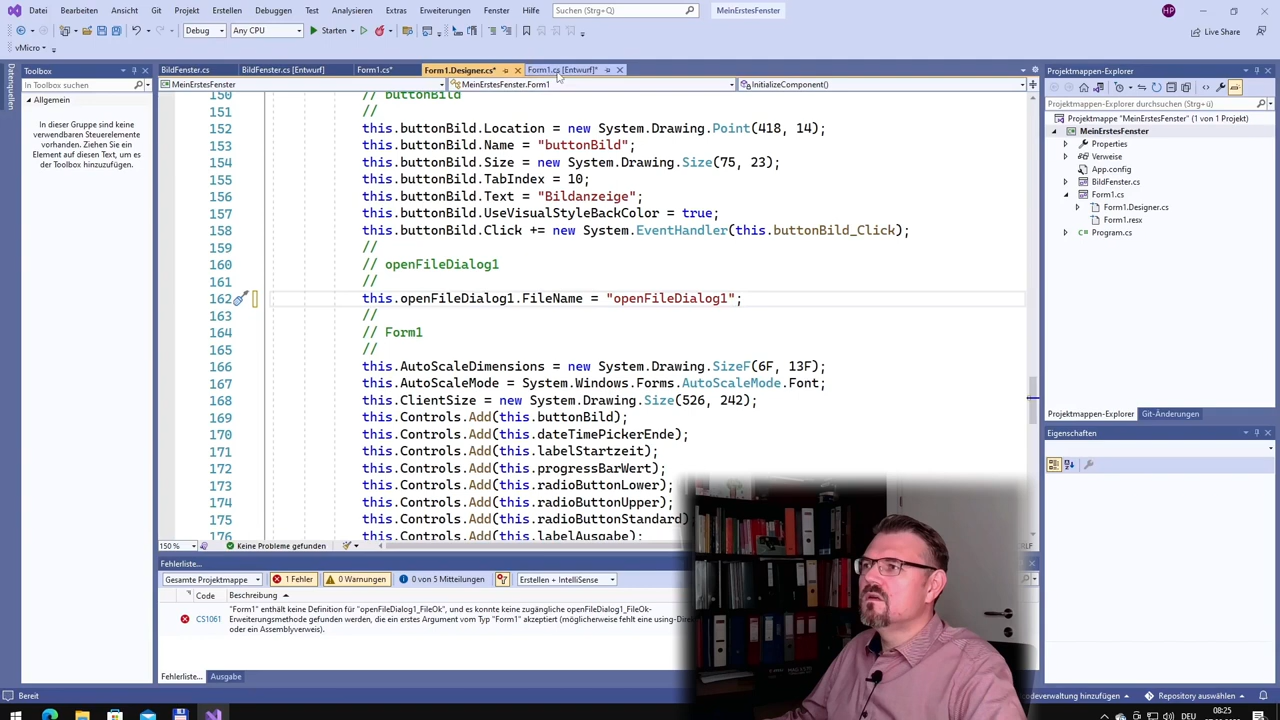 Datei Bearbeiten Ansicht Git Projekt Erstellen Debuggen Test Analysieren Extras Erweiterungen Fenster Hilfe Suchen (Strg+Q) MeinErstesFenster HP
Debug Any CPU Starten Live Share
vMicro
Datenquellen
Toolbox
Toolbox durchsuchen
Allgemein
In dieser Gruppe sind keine
verwendbaren Steuerelemente
vorhanden. Ziehen Sie ein
Element auf diesen Text, um es
der Toolbox hinzuzufügen.
BildFenster.cs BildFenster.cs [Entwurf] Form1.cs* Form1.Designer.cs* Form1.cs [Entwurf]*
MeinErstesFenster MeinErstesFenster.Form1 InitializeComponent()
150 // buttonBild
151 //
152 this.buttonBild.Location = new System.Drawing.Point(418, 14);
153 this.buttonBild.Name = "buttonBild";
154 this.buttonBild.Size = new System.Drawing.Size(75, 23);
155 this.buttonBild.TabIndex = 10;
156 this.buttonBild.Text = "Bildanzeige";
157 this.buttonBild.UseVisualStyleBackColor = true;
158 this.buttonBild.Click += new System.EventHandler(this.buttonBild_Click);
159 //
160 // openFileDialog1
161 //
162 this.openFileDialog1.FileName = "openFileDialog1";
163 //
164 // Form1
165 //
166 this.AutoScaleDimensions = new System.Drawing.SizeF(6F, 13F);
167 this.AutoScaleMode = System.Windows.Forms.AutoScaleMode.Font;
168 this.ClientSize = new System.Drawing.Size(526, 242);
169 this.Controls.Add(this.buttonBild);
170 this.Controls.Add(this.dateTimePickerEnde);
171 this.Controls.Add(this.labelStartzeit);
172 this.Controls.Add(this.progressBarWert);
173 this.Controls.Add(this.radioButtonLower);
174 this.Controls.Add(this.radioButtonUpper);
175 this.Controls.Add(this.radioButtonStandard)
176 this.Controls.Add(this.labelAusgabe);
150 % Keine Probleme gefunden
Fehlerliste...
Gesamte Projektmappe 1 Fehler 0 Warnungen 0 von 5 Mitteilungen Erstellen + IntelliSense
Code Beschreibung
CS1061 "Form1" enthält keine Definition für "openFileDialog1_FileOk", und es konnte keine zugängliche openFileDialog1_FileOk-
Erweiterungsmethode gefunden werden, die ein erstes Argument vom Typ "Form1" akzeptiert (möglicherweise fehlt eine using-Direk
oder ein Assemblyverweis).
Fehlerliste... Ausgabe
Projektmappen-Explorer
Projektmappen-Explorer durchsuchen (Strg+ü)
Projektmappe "MeinErstesFenster" (1 von 1 Projekt)
MeinErstesFenster
Properties
Verweise
App.config
BildFenster.cs
Form1.cs
Form1.Designer.cs
Form1.resx
Program.cs
Projektmappen-Explorer Git-Änderungen
Eigenschaften
Bereit
codeverwaltung hinzufügen Repository auswählen
DEU 08:25